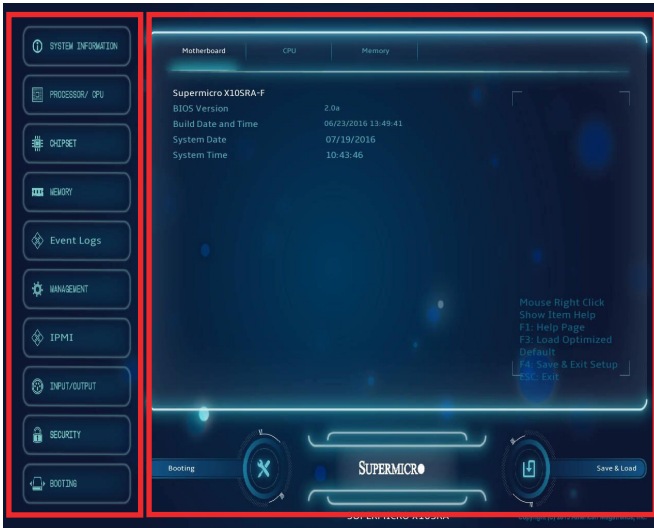 SYSTEM INFORMATION
PROCESSOR/ CPU
CHIPSET
MEMORY
Event Logs
MANAGEMENT
IPMI
INPUT/OUTPUT
SECURITY
BOOTING
Motherboard CPU Memory
Supermicro X10SRA-F
BIOS Version 2.0a
Build Date and Time 06/23/2016 13:49:41
System Date 07/19/2016
System Time 10:43:46
Mouse Right Click
Show Item Help
F1: Help Page
F3: Load Optimized
Default
F4: Save & Exit Setup
ESC: Exit
Booting SUPERMICRO Save & Load
SUPERMICRO X10SRA